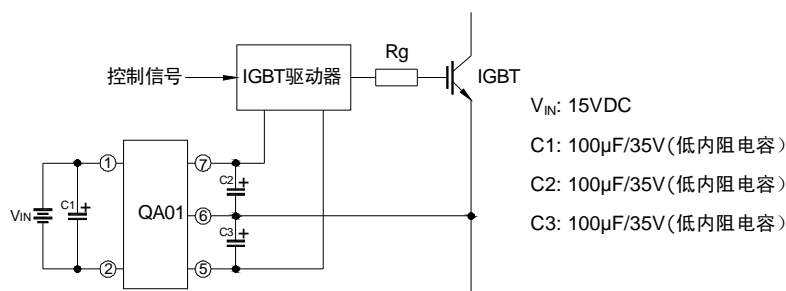 控制信号
IGBT驱动器
Rg
IGBT
VIN: 15VDC
C1: 100μF/35V(低内阻电容)
C2: 100μF/35V(低内阻电容)
C3: 100μF/35V(低内阻电容)
VIN
C1
+
①
②
QA01
⑦
⑥
⑤
C2
+
C3
+